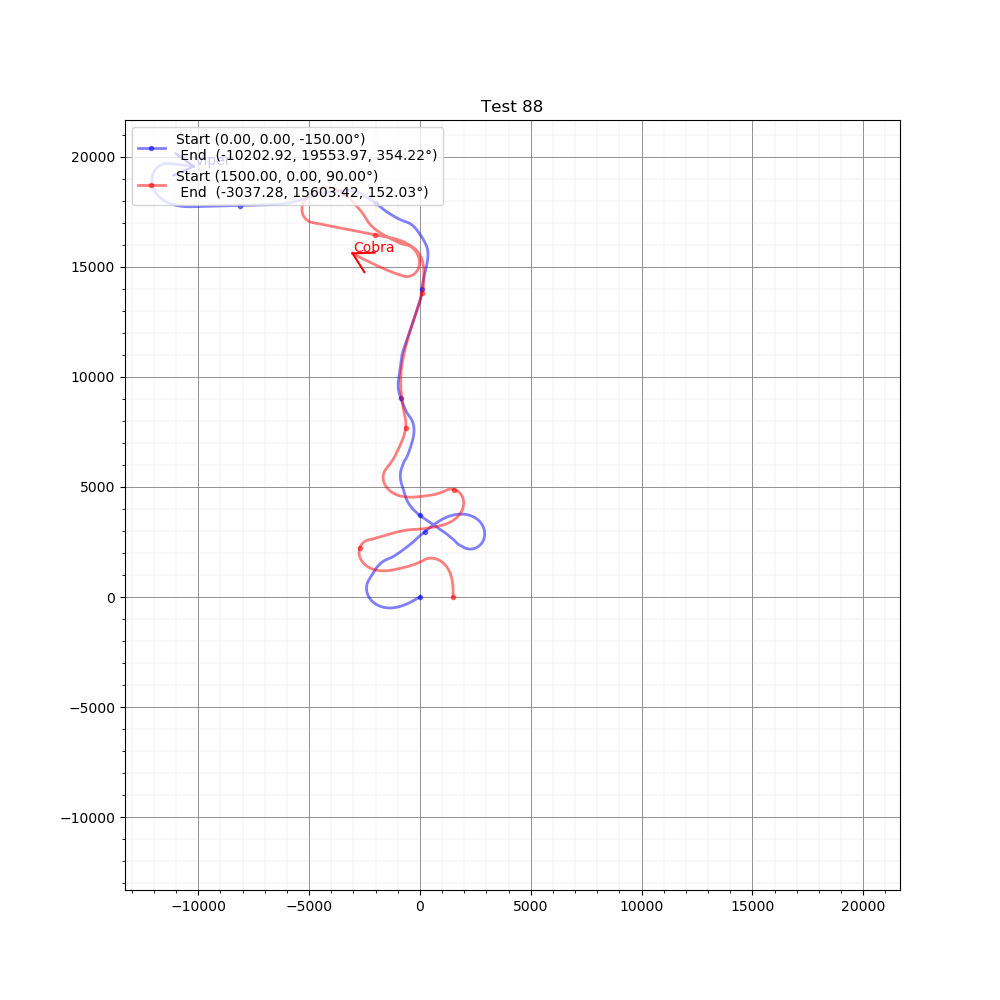 Test 88
Start (0.00, 0.00, -150.00°)
End (-10202.92, 19553.97, 354.22°)
Start (1500.00, 0.00, 90.00°)
End (-3037.28, 15603.42, 152.03°)
Viper
Cobra
20000
15000
10000
5000
0
−5000
−10000
−10000 −5000 0 5000 10000 15000 20000